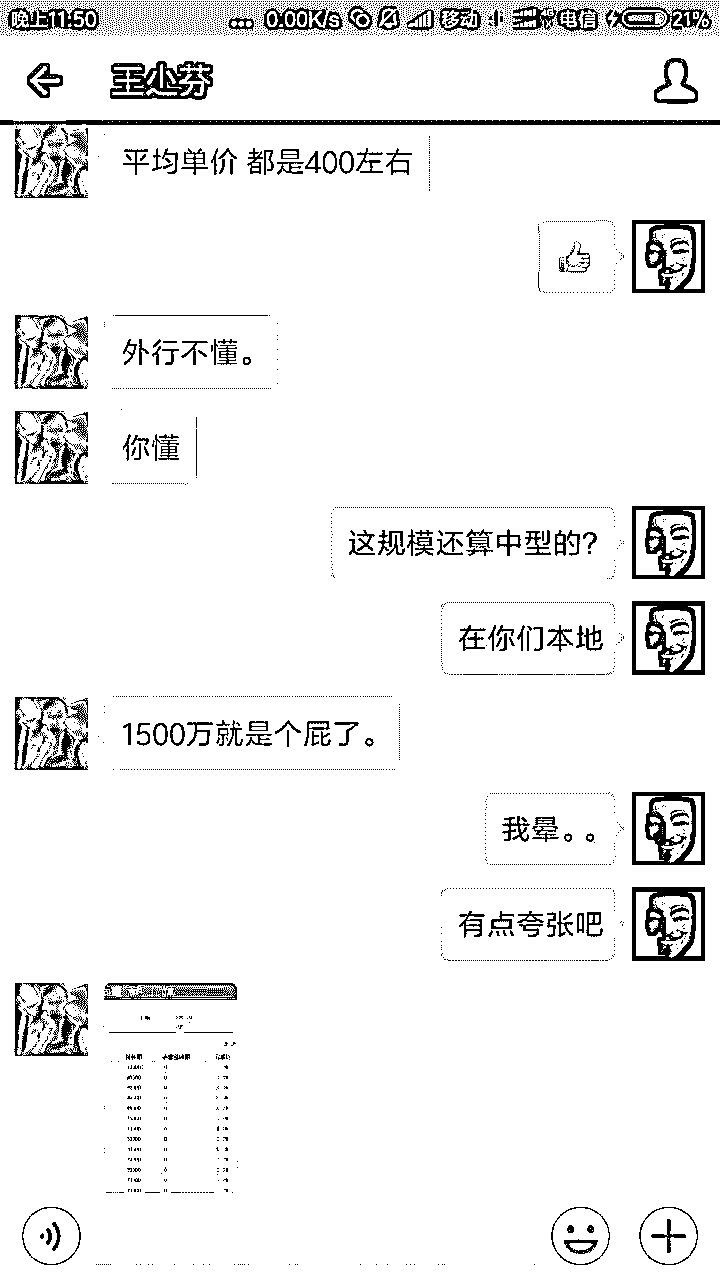 晚上11:50
0.00K/s 移动 电信 21%
王小芬
平均单价 都是400左右
外行不懂。
你懂
这规模还算中型的?
在你们本地
1500万就是个屁了。
我晕。。
有点夸张吧